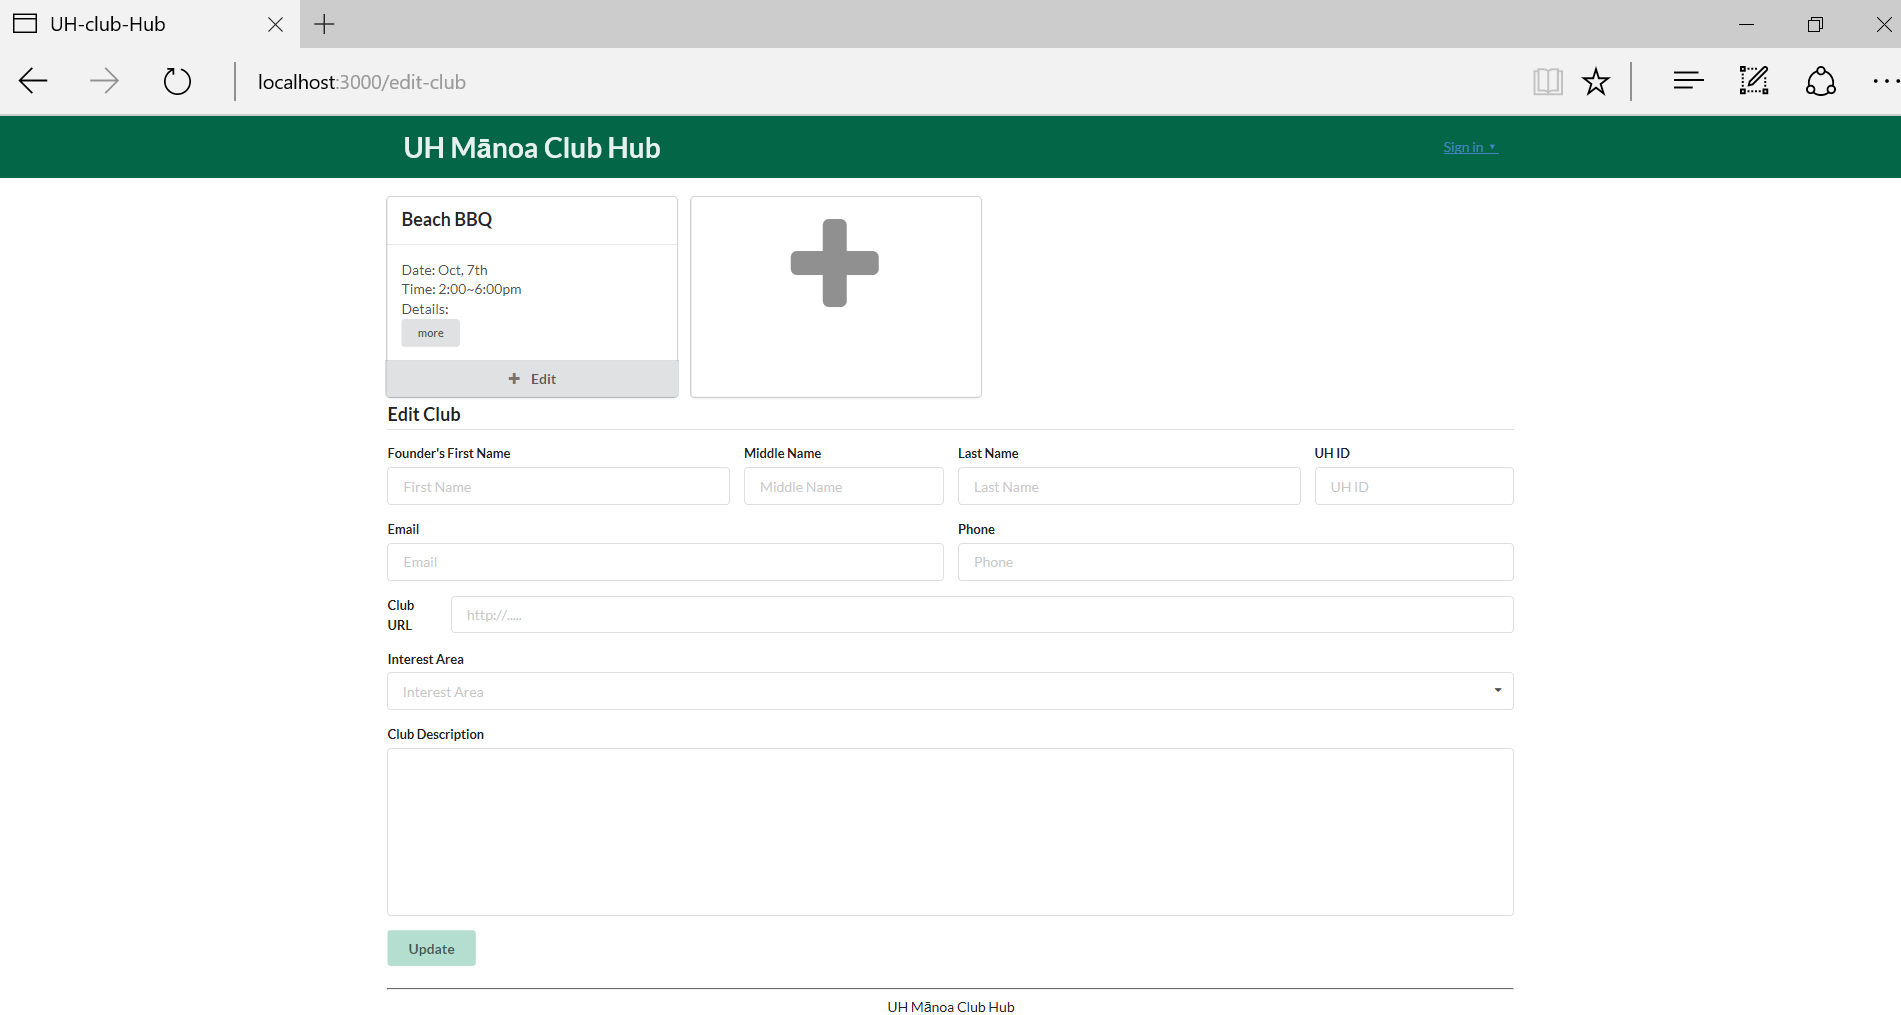 UH-club-Hub
localhost:3000/edit-club
UH Mānoa Club Hub
Sign in
Beach BBQ
Date: Oct, 7th
Time: 2:00~6:00pm
Details:
more
Edit
Edit Club
Founder's First Name Middle Name Last Name UH ID
First Name Middle Name Last Name UH ID
Email Phone
Email Phone
Club
URL
http://.....
Interest Area
Interest Area
Club Description
Update
UH Mānoa Club Hub